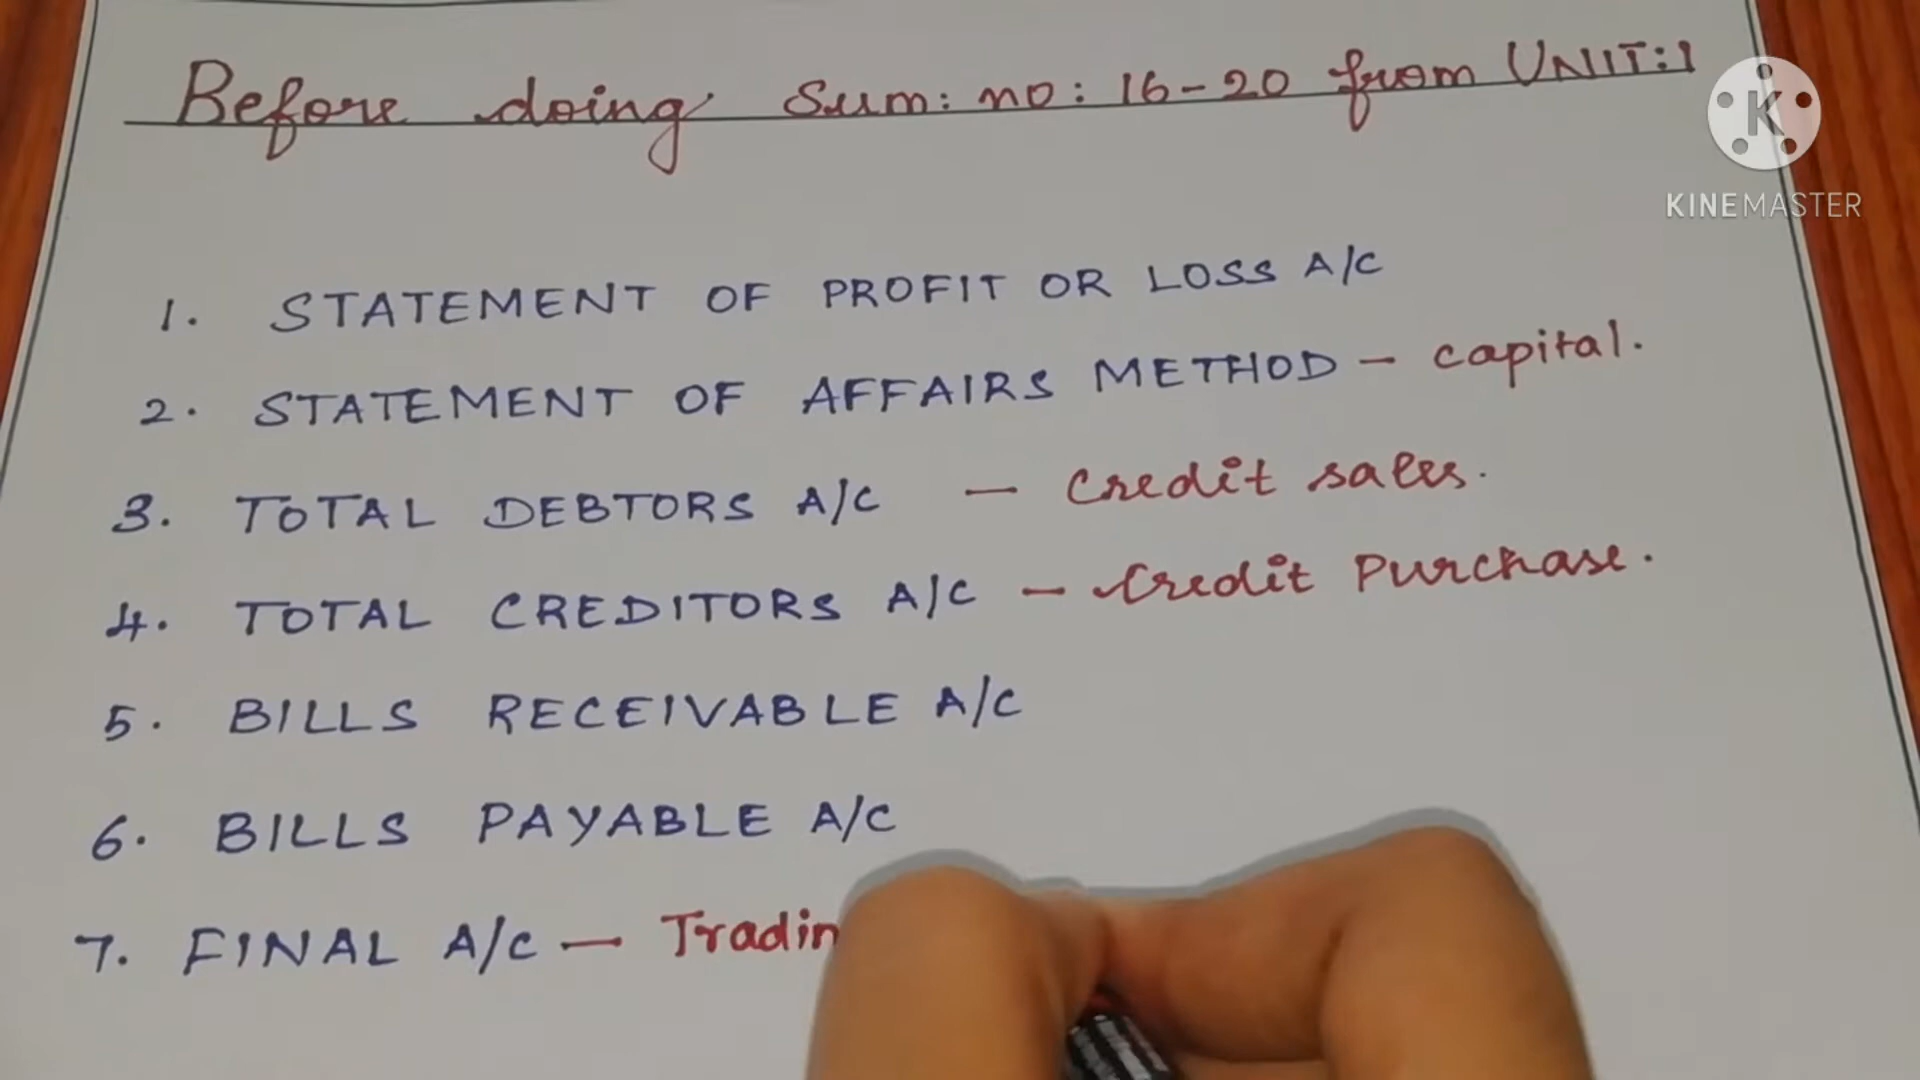 Before doing Sum: no: 16-20 from UNIT:1
K
KINEMASTER
1. STATEMENT OF PROFIT OR LOSS A/C
2. STATEMENT OF AFFAIRS METHOD - capital.
3. TOTAL DEBTORS A/C - Credit sales.
4. TOTAL CREDITORS A/C - Credit Purchase.
5. BILLS RECEIVABLE A/C
6. BILLS PAYABLE A/C
7. FINAL A/C - Tradin